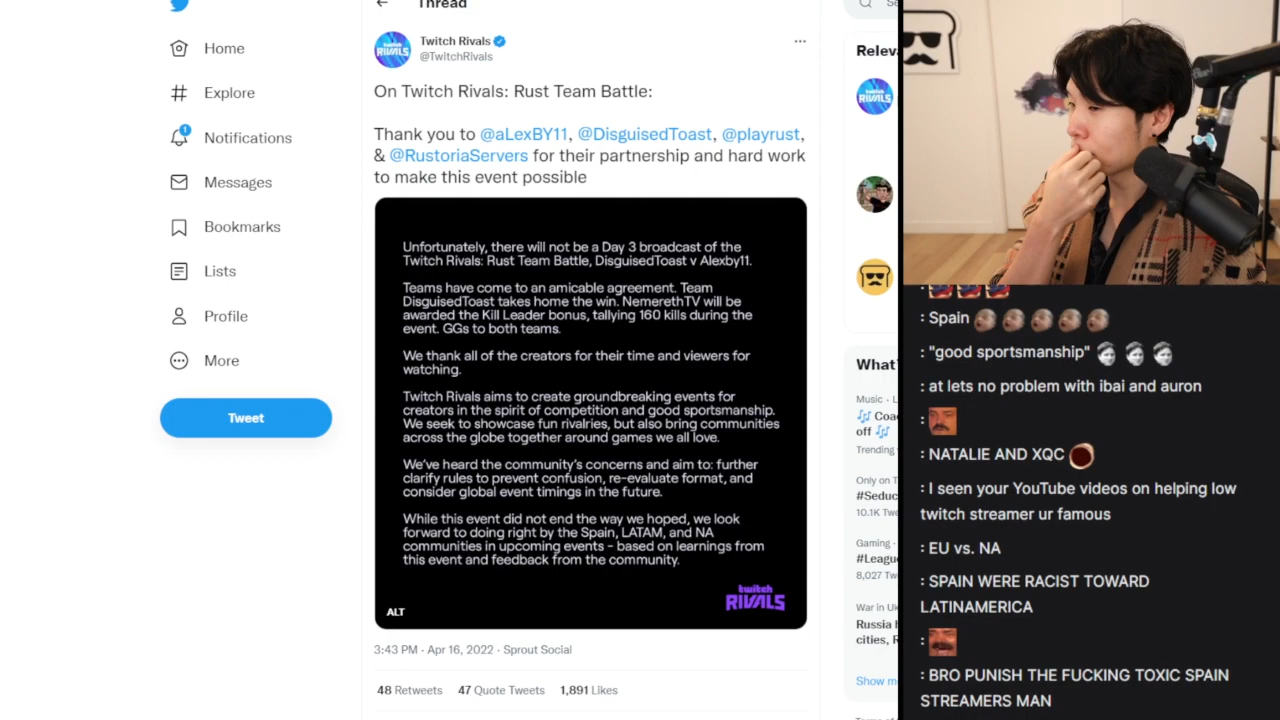 Thread
Home
Explore
1
Notifications
Messages
Bookmarks
Lists
Profile
More
Tweet
Twitch Rivals
@TwitchRivals
On Twitch Rivals: Rust Team Battle:
Thank you to @aLexBY11, @DisguisedToast, @playrust,
& @RustoriaServers for their partnership and hard work
to make this event possible
Unfortunately, there will not be a Day 3 broadcast of the
Twitch Rivals: Rust Team Battle, DisguisedToast v Alexby11.
Teams have come to an amicable agreement. Team
DisguisedToast takes home the win. NemerethTV will be
awarded the Kill Leader bonus, tallying 160 kills during the
event. GGs to both teams.
We thank all of the creators for their time and viewers for
watching.
Twitch Rivals aims to create groundbreaking events for
creators in the spirit of competition and good sportsmanship.
We seek to showcase fun rivalries, but also bring communities
across the globe together around games we all love.
We've heard the community's concerns and aim to: further
clarify rules to prevent confusion, re-evaluate format, and
consider global event timings in the future.
While this event did not end the way we hoped, we look
forward to doing right by the Spain, LATAM, and NA
communities in upcoming events - based on learnings from
this event and feedback from the community.
twitch
RIVALS
ALT
3:43 PM · Apr 16, 2022 · Sprout Social
48 Retweets 47 Quote Tweets 1,891 Likes
Se
Releva
RIVALS
What'
Music · L
Coac
off
Trending
Only on T
#Seduc
10.1K Twe
Gaming ·
#Leagu
8,027 Tw
War in Uk
Russia h
cities, R
Show m
: Spain
: "good sportsmanship"
: at lets no problem with ibai and auron
:
: NATALIE AND XQC
: I seen your YouTube videos on helping low
twitch streamer ur famous
: EU vs. NA
: SPAIN WERE RACIST TOWARD
LATINAMERICA
:
: BRO PUNISH THE FUCKING TOXIC SPAIN
STREAMERS MAN